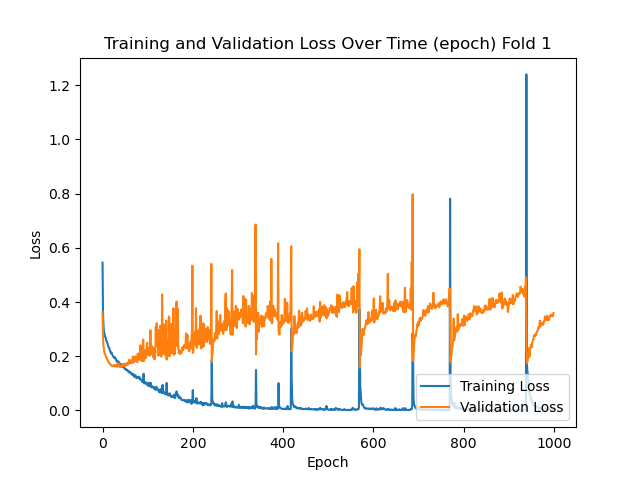 Training and Validation Loss Over Time (epoch) Fold 1
Loss
1.2
1.0
0.8
0.6
0.4
0.2
0.0
0
200
400
600
800
1000
Epoch
Training Loss
Validation Loss